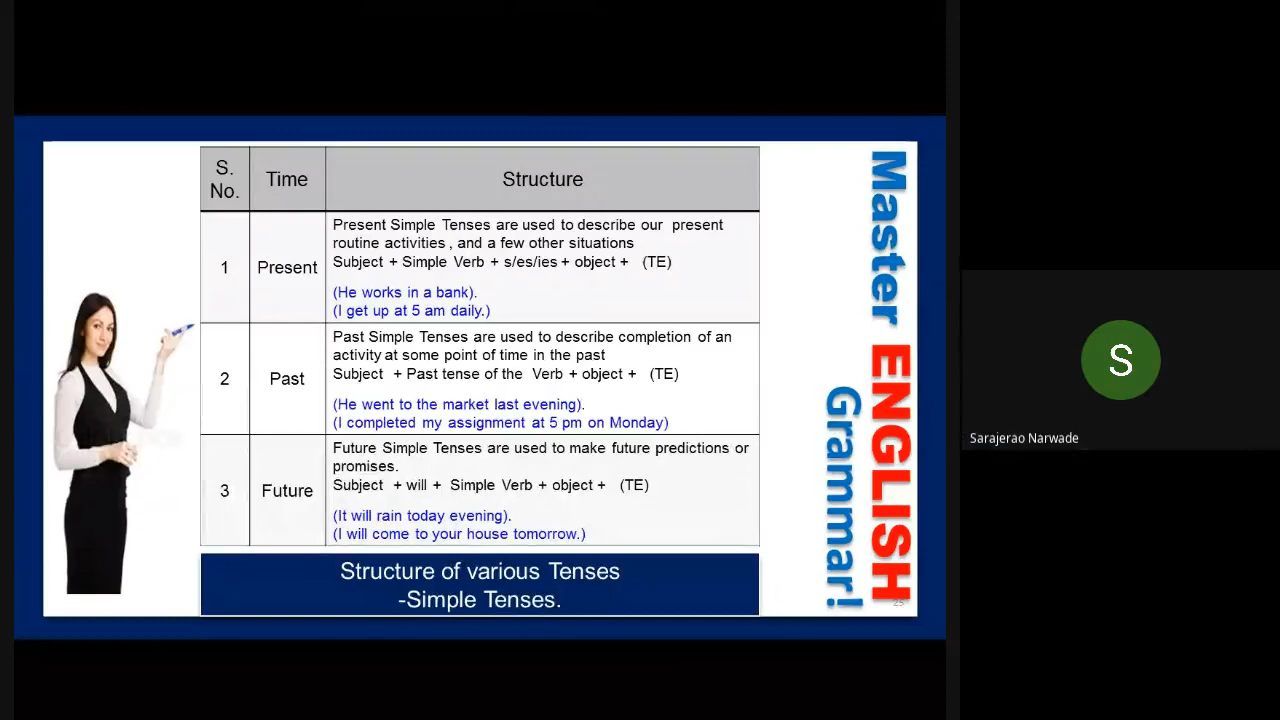 S.
No.
Time
Structure
1
Present
Present Simple Tenses are used to describe our present
routine activities , and a few other situations
Subject + Simple Verb + s/es/ies + object + (TE)
(He works in a bank).
(I get up at 5 am daily.)
2
Past
Past Simple Tenses are used to describe completion of an
activity at some point of time in the past
Subject + Past tense of the Verb + object + (TE)
(He went to the market last evening).
(I completed my assignment at 5 pm on Monday)
3
Future
Future Simple Tenses are used to make future predictions or
promises.
Subject + will + Simple Verb + object + (TE)
(It will rain today evening).
(I will come to your house tomorrow.)
Structure of various Tenses
-Simple Tenses.
Master ENGLISH
Grammar!
25
S
Sarajerao Narwade